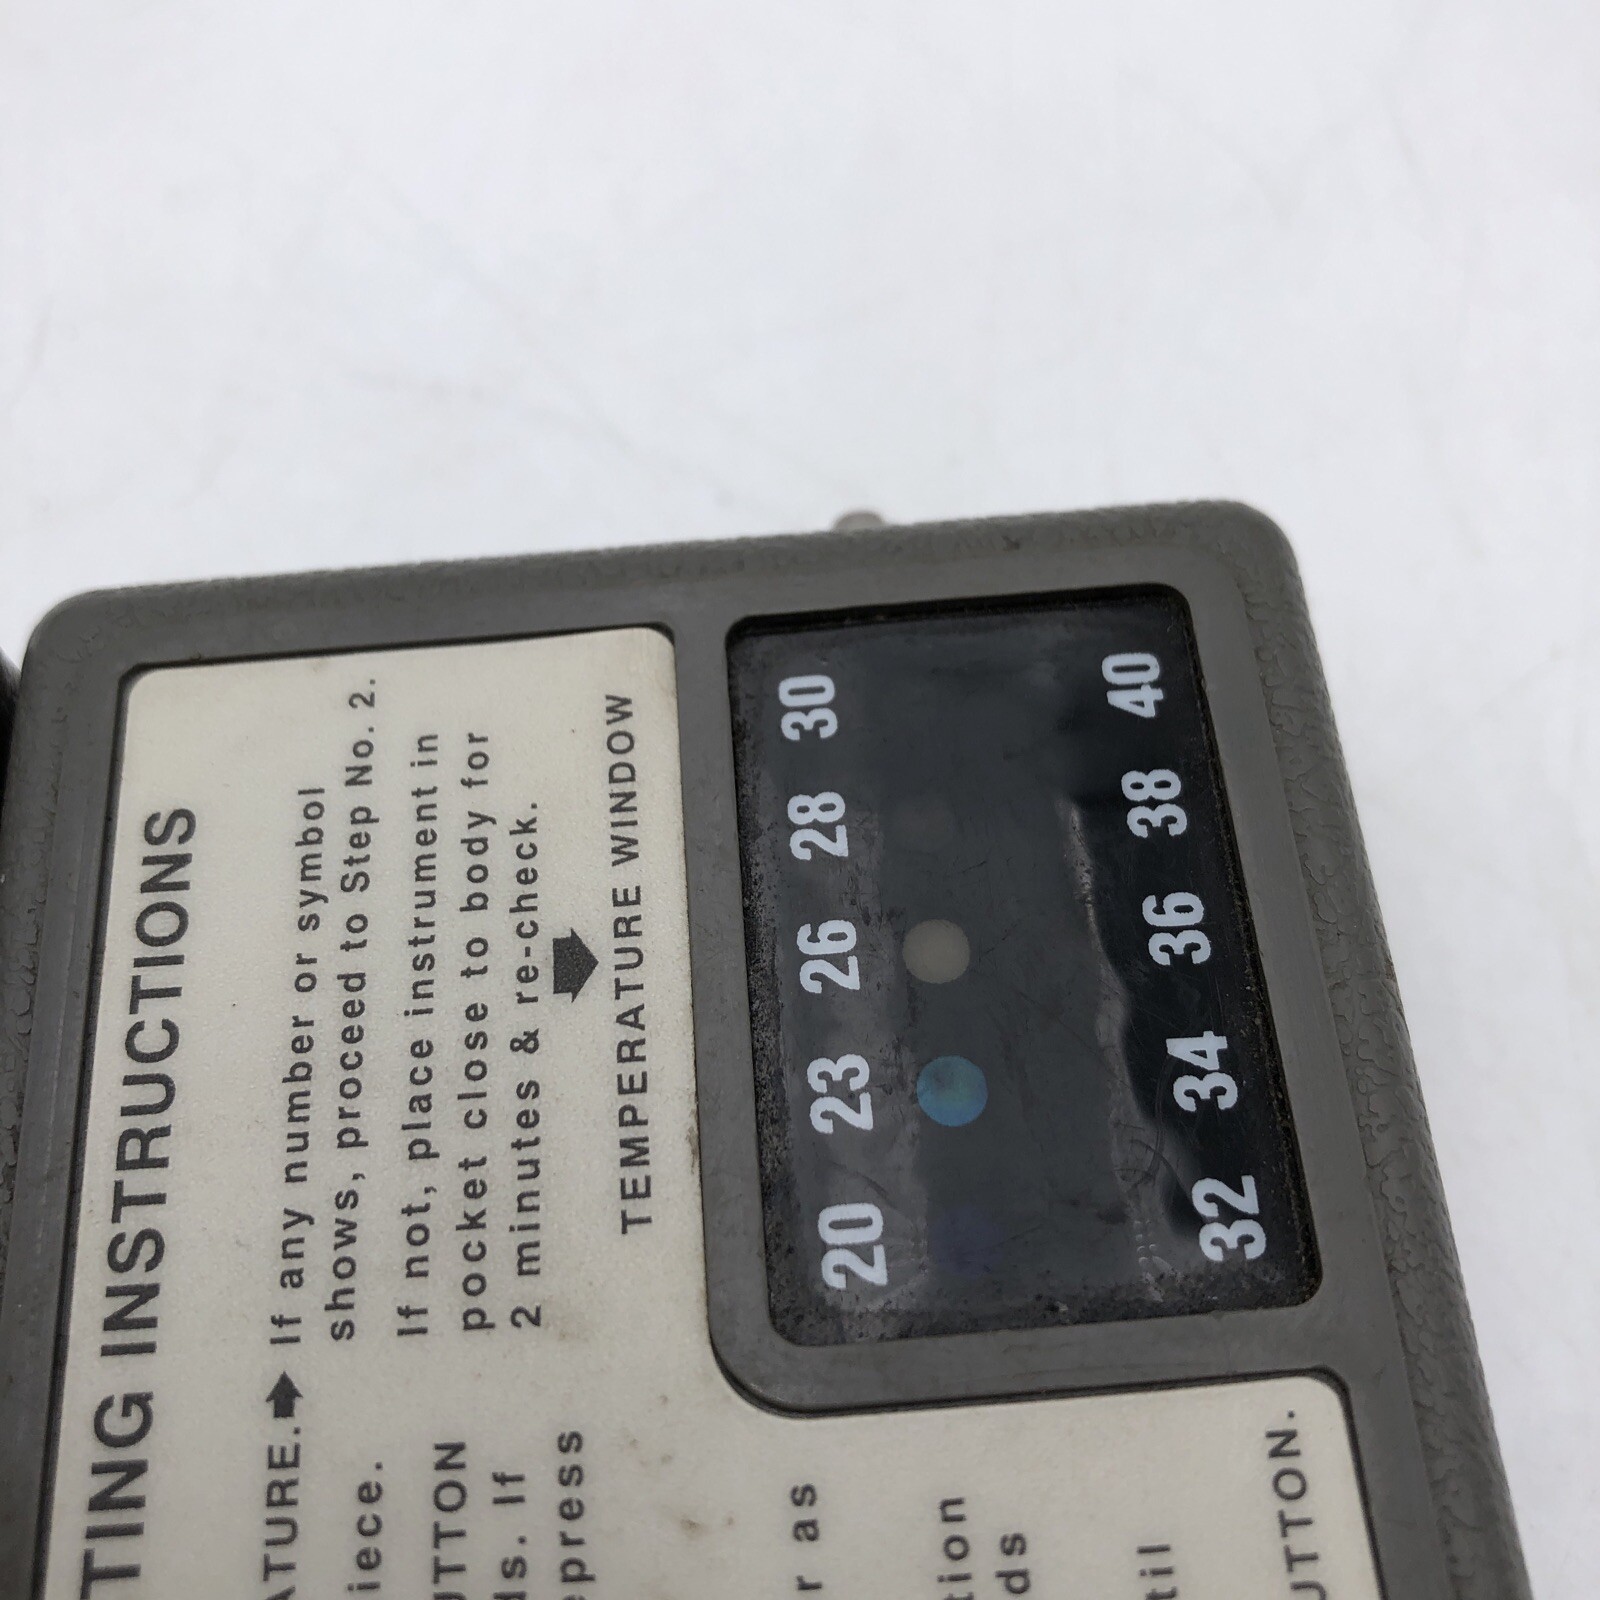 TING INSTRUCTIONS
ATURE. If any number or symbol
shows, proceed to Step No. 2.
iece. If not, place instrument in
UTTON pocket close to body for
ds. If 2 minutes & re-check.
epress
TEMPERATURE WINDOW
20 23 26 28 30
32 34 36 38 40
r as
tion
ds
til
UTTON.